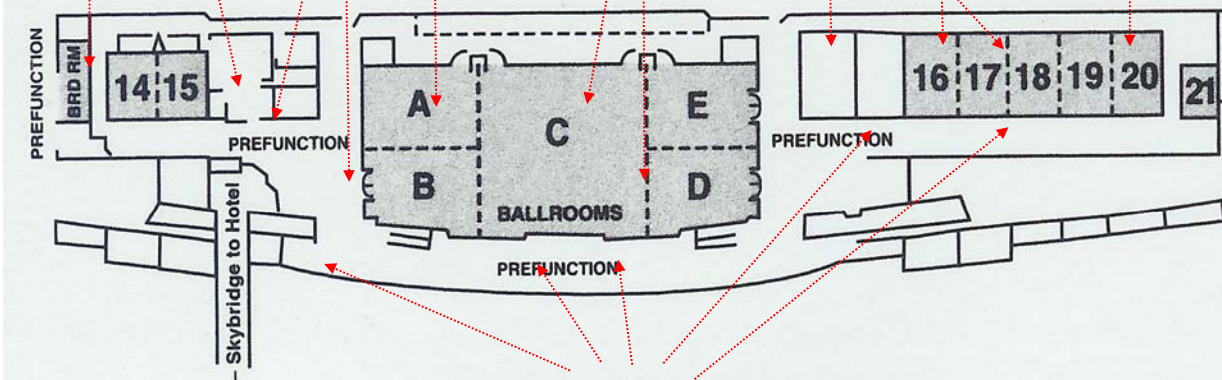 PREFUNCTION
BRD RM
14 15
PREFUNCTION
A
B
C
E
D
BALLROOMS
PREFUNCTION
PREFUNCTION
16 17 18 19 20
21
Skybridge to Hotel